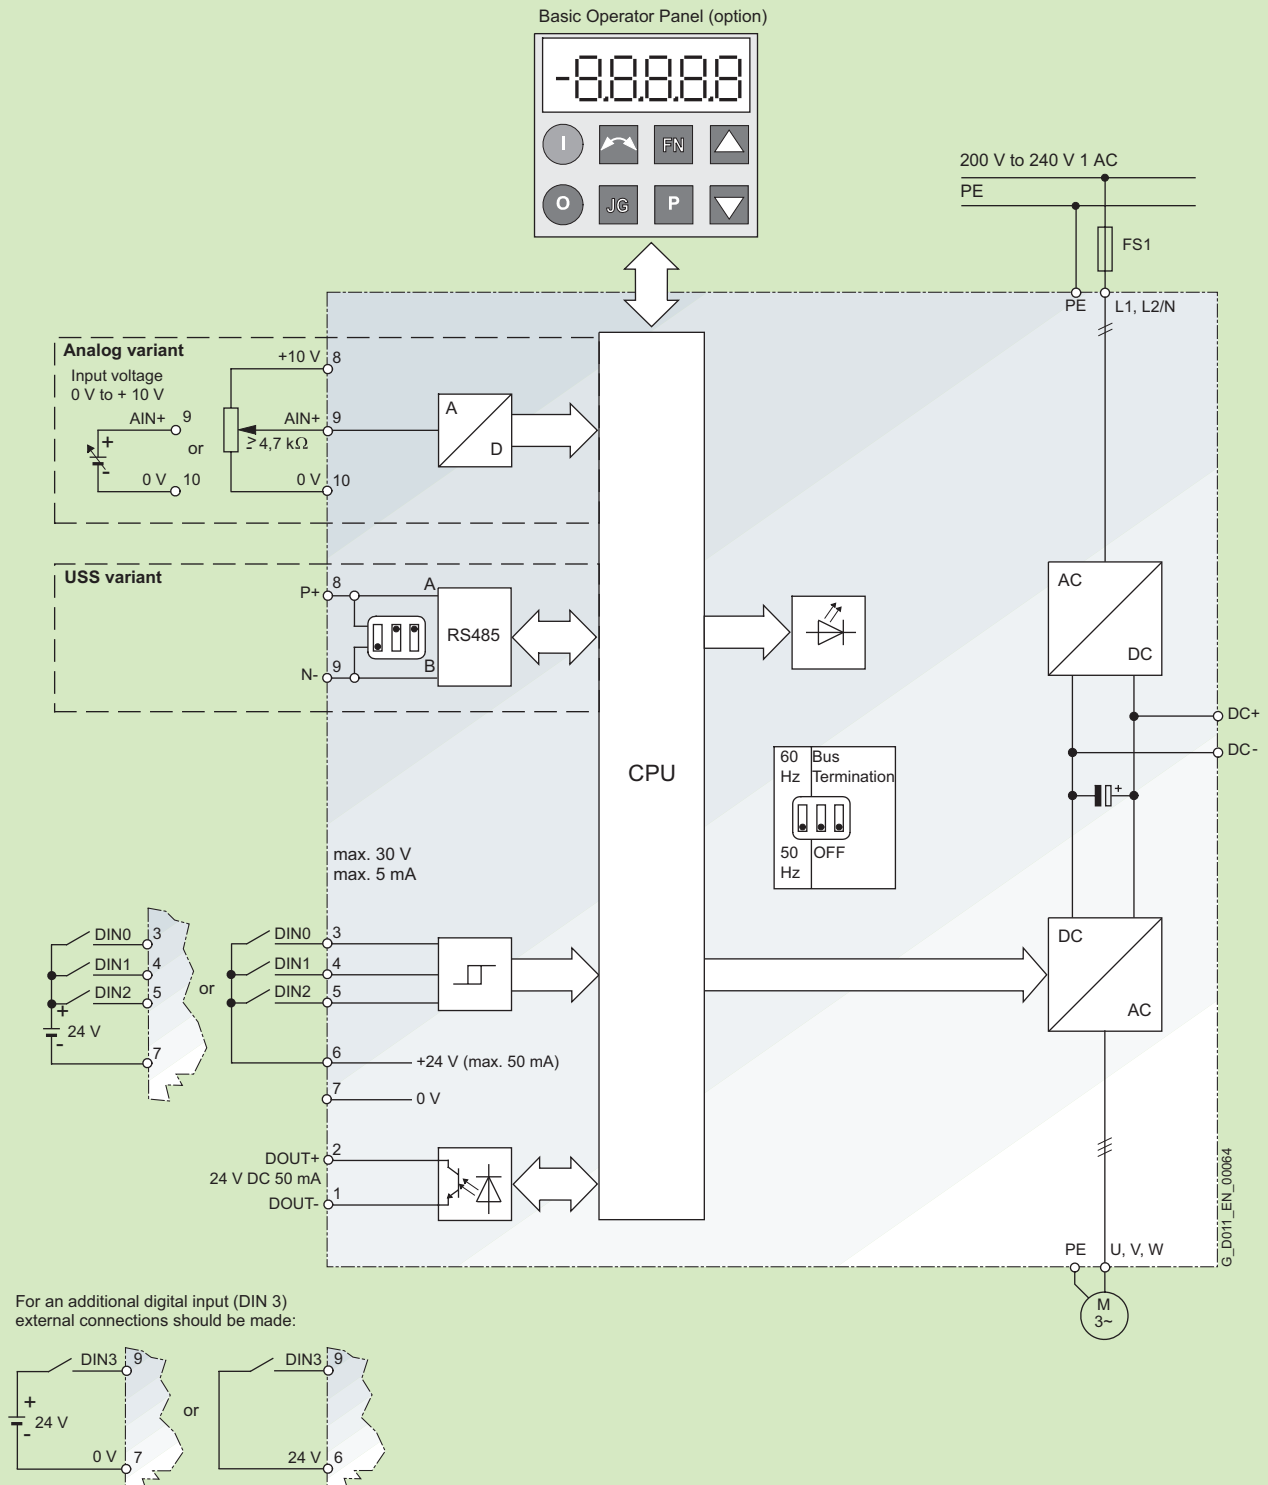 Basic Operator Panel (option)
-8.8.8.8.8
I
FN
O
JG
P
200 V to 240 V 1 AC
PE
FS1
PE
L1, L2/N
Analog variant
Input voltage
0 V to + 10 V
AIN+ 9
+
-
0 V 10
or
+10 V 8
AIN+ 9
≥ 4,7 kΩ
0 V 10
A
D
USS variant
P+ 8
A
N- 9
B
RS485
CPU
AC
DC
DC+
DC-
+
60 Hz
Bus Termination
50 Hz
OFF
max. 30 V
max. 5 mA
DIN0 3
DIN1 4
DIN2 5
+
24 V
-
7
or
DIN0 3
DIN1 4
DIN2 5
6 +24 V (max. 50 mA)
7 0 V
DC
AC
DOUT+ 2
24 V DC 50 mA
DOUT- 1
PE
U, V, W
M
3~
G_D011_EN_00064
For an additional digital input (DIN 3)
external connections should be made:
DIN3 9
+
24 V
-
0 V 7
or
DIN3 9
24 V 6